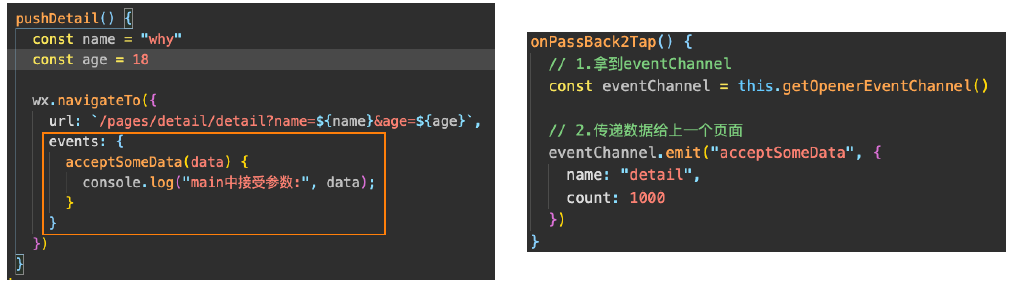 pushDetail() {
const name = "why"
const age = 18
wx.navigateTo({
url: `/pages/detail/detail?name=${name}&age=${age}`,
events: {
acceptSomeData(data) {
console.log("main中接受参数:", data);
}
}
})
}
onPassBack2Tap() {
// 1.拿到eventChannel
const eventChannel = this.getOpenerEventChannel()
// 2.传递数据给上一个页面
eventChannel.emit("acceptSomeData", {
name: "detail",
count: 1000
})
}